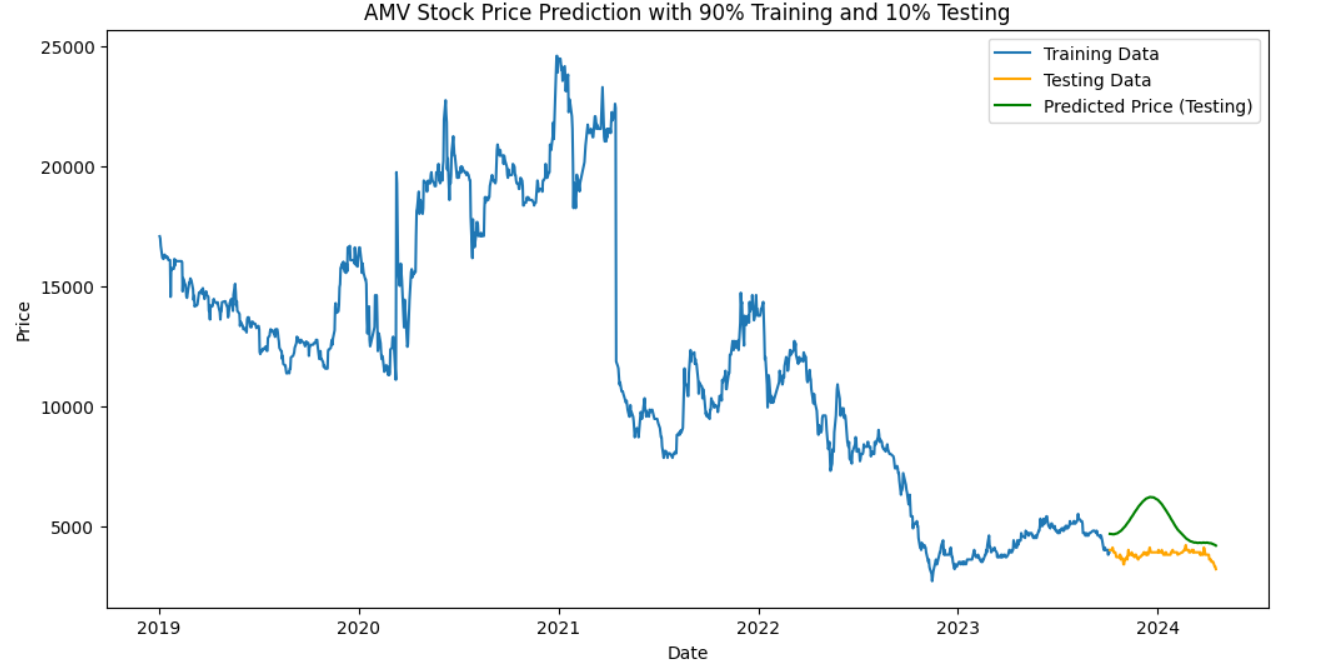 AMV Stock Price Prediction with 90% Training and 10% Testing
Training Data
Testing Data
Predicted Price (Testing)
Price
25000
20000
15000
10000
5000
2019 2020 2021 2022 2023 2024
Date